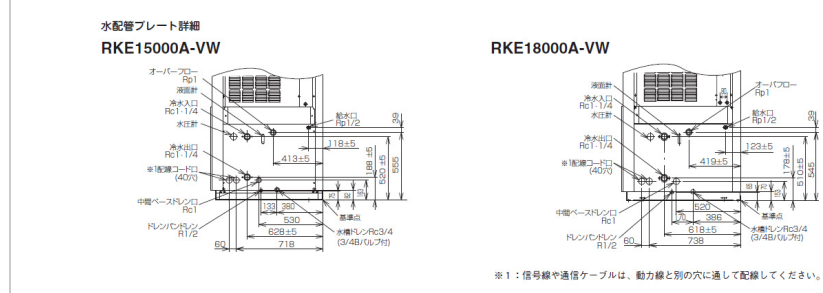 水配管プレート詳細
RKE15000A-VW
オーバーフロー
Rp1
液面計
冷水入口
Rc1·1/4
水圧計
冷水出口
Rc1·1/4
※1配線コード口
(40穴)
中間ベースドレン口
Rc1
ドレンパンドレン
R1/2
給水口
Rp1/2
39
118±5
413±5
188±5
520±5
555
75
82
133
380
530
628±5
60
718
基準点
水槽ドレンRc3/4
(3/4Bバルブ付)
RKE18000A-VW
液面計
冷水入口
Rc1·1/4
水圧計
冷水出口
Rc1·1/4
※1配線コード口
(40穴)
中間ベースドレン口
Rc1
ドレンパンドレン
R1/2
オーバフロー
Rp1
給水口
Rp1/2
39
123±5
419±5
178±5
510±5
545
520
386
618±5
60
738
基準点
水槽ドレンRc3/4
(3/4Bバルブ付)
※1：信号線や通信ケーブルは、動力線と別の穴に通して配線してください。